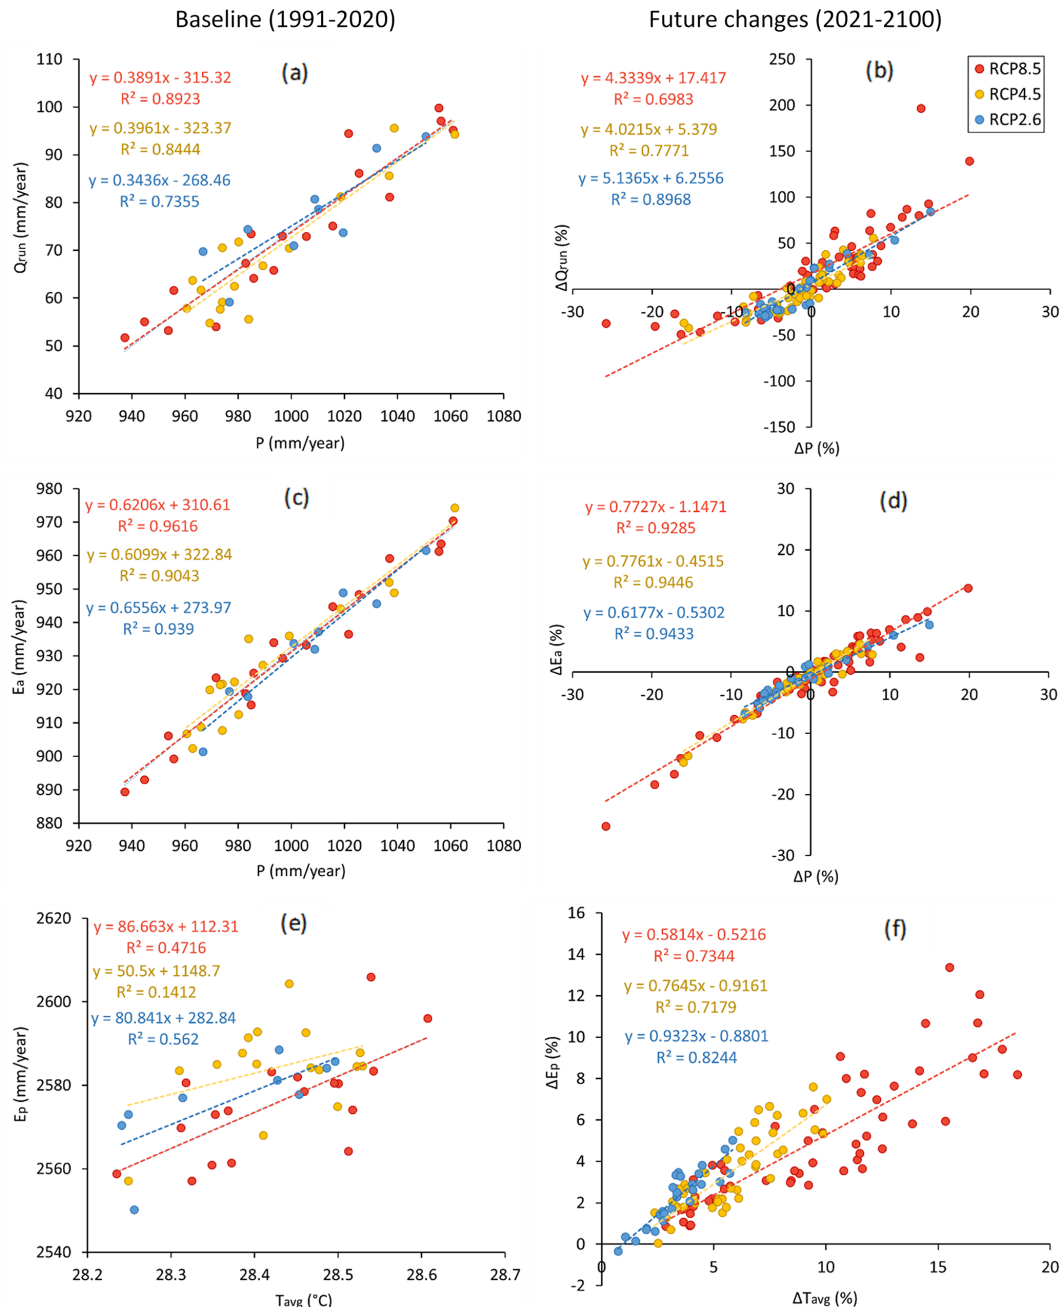 Baseline (1991-2020)
Future changes (2021-2100)
(a)
y = 0.3891x - 315.32
R² = 0.8923
y = 0.3961x - 323.37
R² = 0.8444
y = 0.3436x - 268.46
R² = 0.7355
110
100
90
80
70
60
50
40
920 940 960 980 1000 1020 1040 1060 1080
Qrun (mm/year)
P (mm/year)
(b)
RCP8.5
RCP4.5
RCP2.6
y = 4.3339x + 17.417
R² = 0.6983
y = 4.0215x + 5.379
R² = 0.7771
y = 5.1365x + 6.2556
R² = 0.8968
250
200
150
100
50
0
-50
-100
-150
-30 -20 -10 0 10 20 30
ΔQrun (%)
ΔP (%)
(c)
y = 0.6206x + 310.61
R² = 0.9616
y = 0.6099x + 322.84
R² = 0.9043
y = 0.6556x + 273.97
R² = 0.939
980
970
960
950
940
930
920
910
900
890
880
920 940 960 980 1000 1020 1040 1060 1080
Ea (mm/year)
P (mm/year)
(d)
y = 0.7727x - 1.1471
R² = 0.9285
y = 0.7761x - 0.4515
R² = 0.9446
y = 0.6177x - 0.5302
R² = 0.9433
30
20
10
0
-10
-20
-30
-30 -20 -10 0 10 20 30
ΔEa (%)
ΔP (%)
(e)
y = 86.663x + 112.31
R² = 0.4716
y = 50.5x + 1148.7
R² = 0.1412
y = 80.841x + 282.84
R² = 0.562
2620
2600
2580
2560
2540
28.2 28.3 28.4 28.5 28.6 28.7
Ep (mm/year)
Tavg (°C)
(f)
y = 0.5814x - 0.5216
R² = 0.7344
y = 0.7645x - 0.9161
R² = 0.7179
y = 0.9323x - 0.8801
R² = 0.8244
16
14
12
10
8
6
4
2
0
-2
0 5 10 15 20
ΔEp (%)
ΔTavg (%)